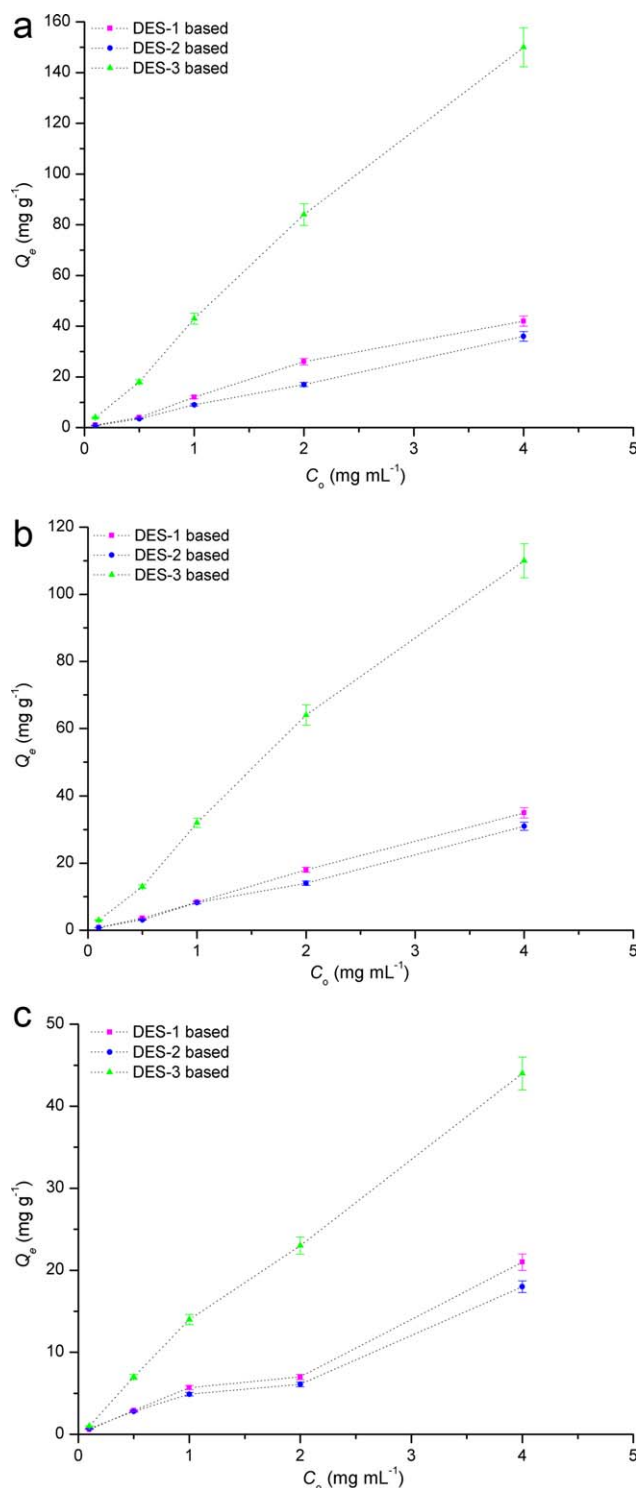 a
DES-1 based
DES-2 based
DES-3 based
160
140
120
100
80
60
40
20
0
Qe (mg g⁻¹)
0 1 2 3 4 5
Co (mg mL⁻¹)
b
DES-1 based
DES-2 based
DES-3 based
120
100
80
60
40
20
0
Qe (mg g⁻¹)
0 1 2 3 4 5
Co (mg mL⁻¹)
c
DES-1 based
DES-2 based
DES-3 based
50
40
30
20
10
0
Qe (mg g⁻¹)
0 1 2 3 4 5
Co (mg mL⁻¹)